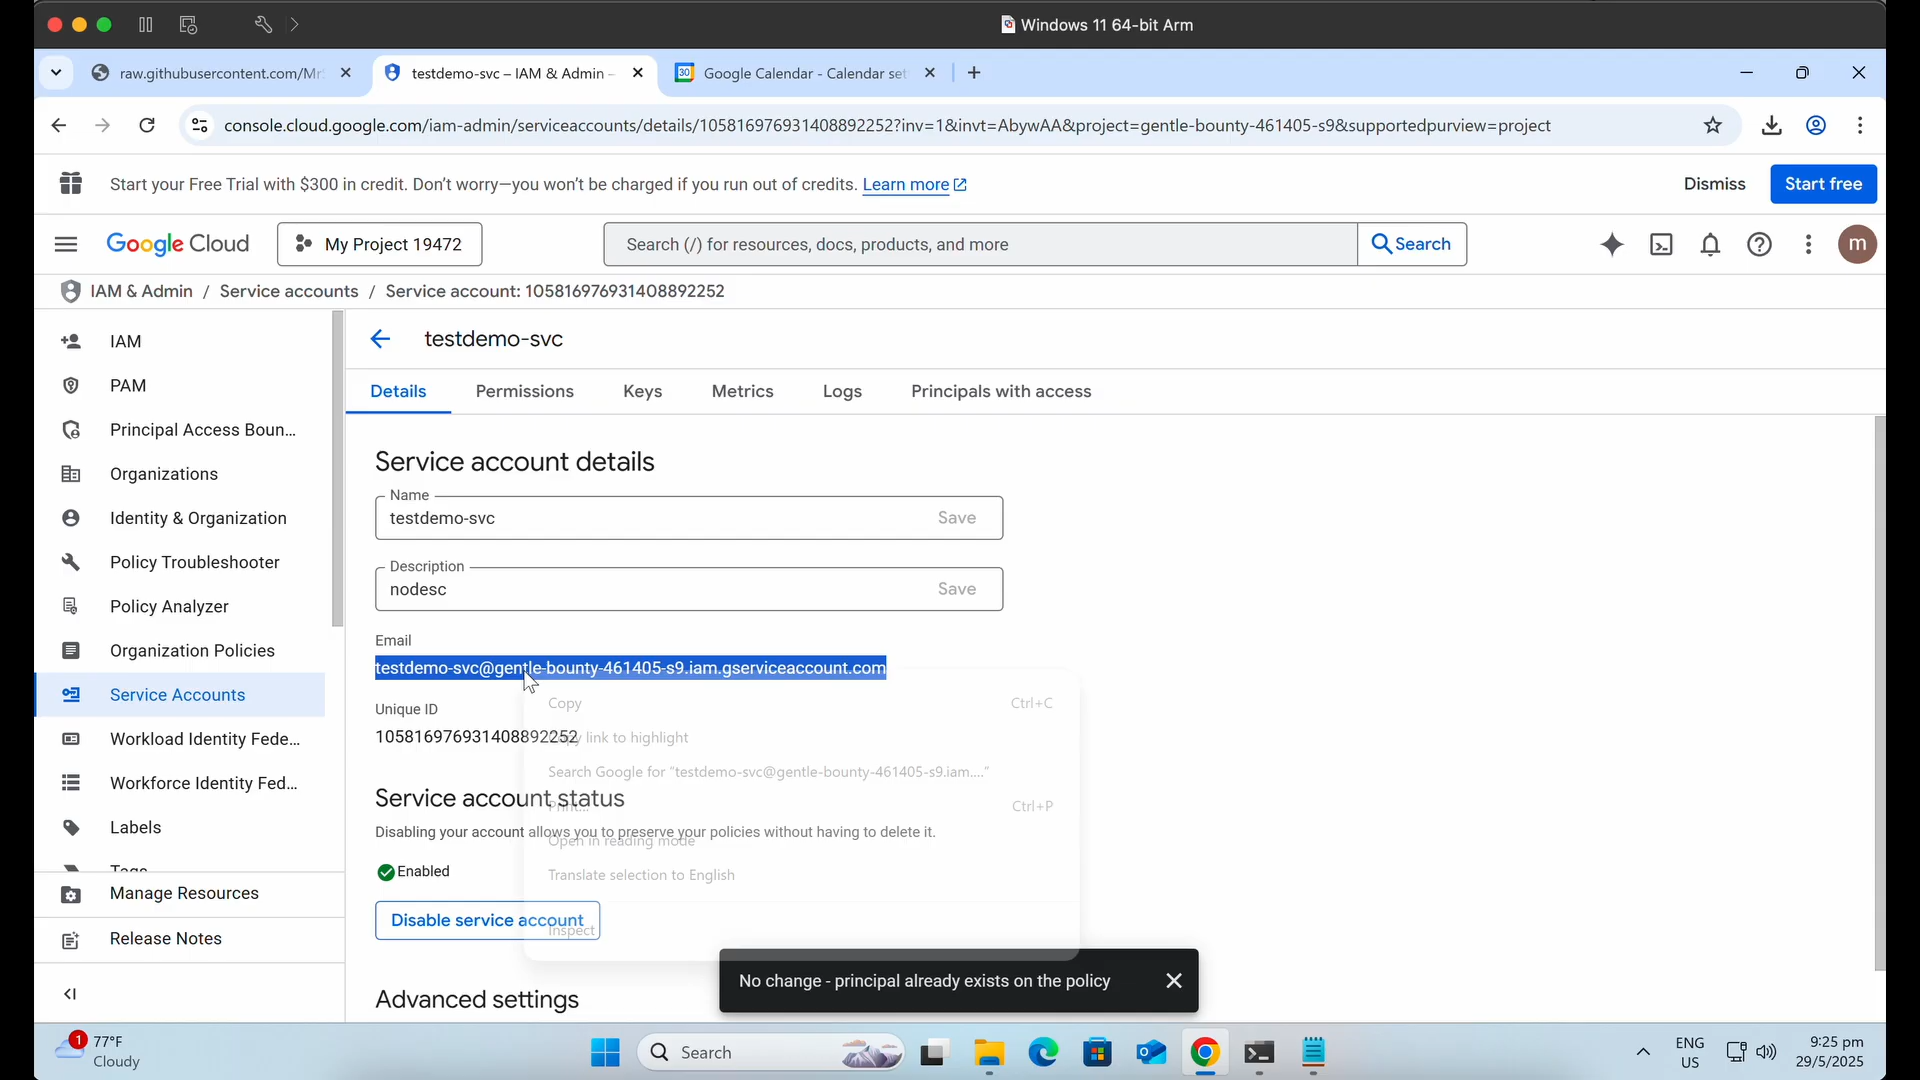 Windows 11 64-bit Arm
raw.githubusercontent.com/Mr
testdemo-svc – IAM & Admin –
30
Google Calendar - Calendar set
console.cloud.google.com/iam-admin/serviceaccounts/details/105816976931408892252?inv=1&invt=AbywAA&project=gentle-bounty-461405-s9&supportedpurview=project
Start your Free Trial with $300 in credit. Don’t worry—you won’t be charged if you run out of credits. Learn more
Dismiss
Start free
Google Cloud
My Project 19472
Search (/) for resources, docs, products, and more
Search
m
IAM & Admin / Service accounts / Service account: 105816976931408892252
IAM
PAM
Principal Access Boun...
Organizations
Identity & Organization
Policy Troubleshooter
Policy Analyzer
Organization Policies
Service Accounts
Workload Identity Fede...
Workforce Identity Fed...
Labels
Tags
Manage Resources
Release Notes
testdemo-svc
Details
Permissions
Keys
Metrics
Logs
Principals with access
Service account details
Name
testdemo-svc
Save
Description
nodesc
Save
Email
testdemo-svc@gentle-bounty-461405-s9.iam.gserviceaccount.com
Unique ID
105816976931408892252
Service account status
Disabling your account allows you to preserve your policies without having to delete it.
Enabled
Disable service account
Advanced settings
Copy Ctrl+C
Copy link to highlight
Search Google for “testdemo-svc@gentle-bounty-461405-s9.iam....”
Print... Ctrl+P
Open in reading mode
Translate selection to English
Inspect
No change - principal already exists on the policy
1
77°F
Cloudy
Search
ENG
US
9:25 pm
29/5/2025